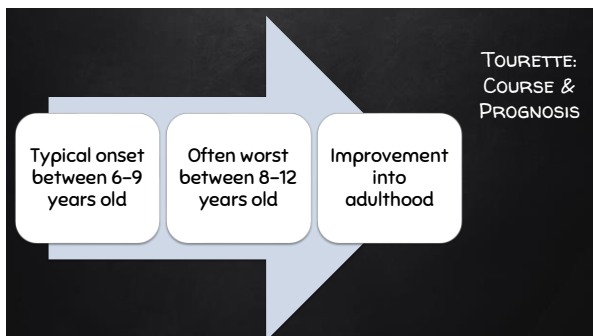 TOURETTE:
COURSE &
PROGNOSIS
Typical onset
between 6–9
years old
Often worst
between 8–12
years old
Improvement
into
adulthood